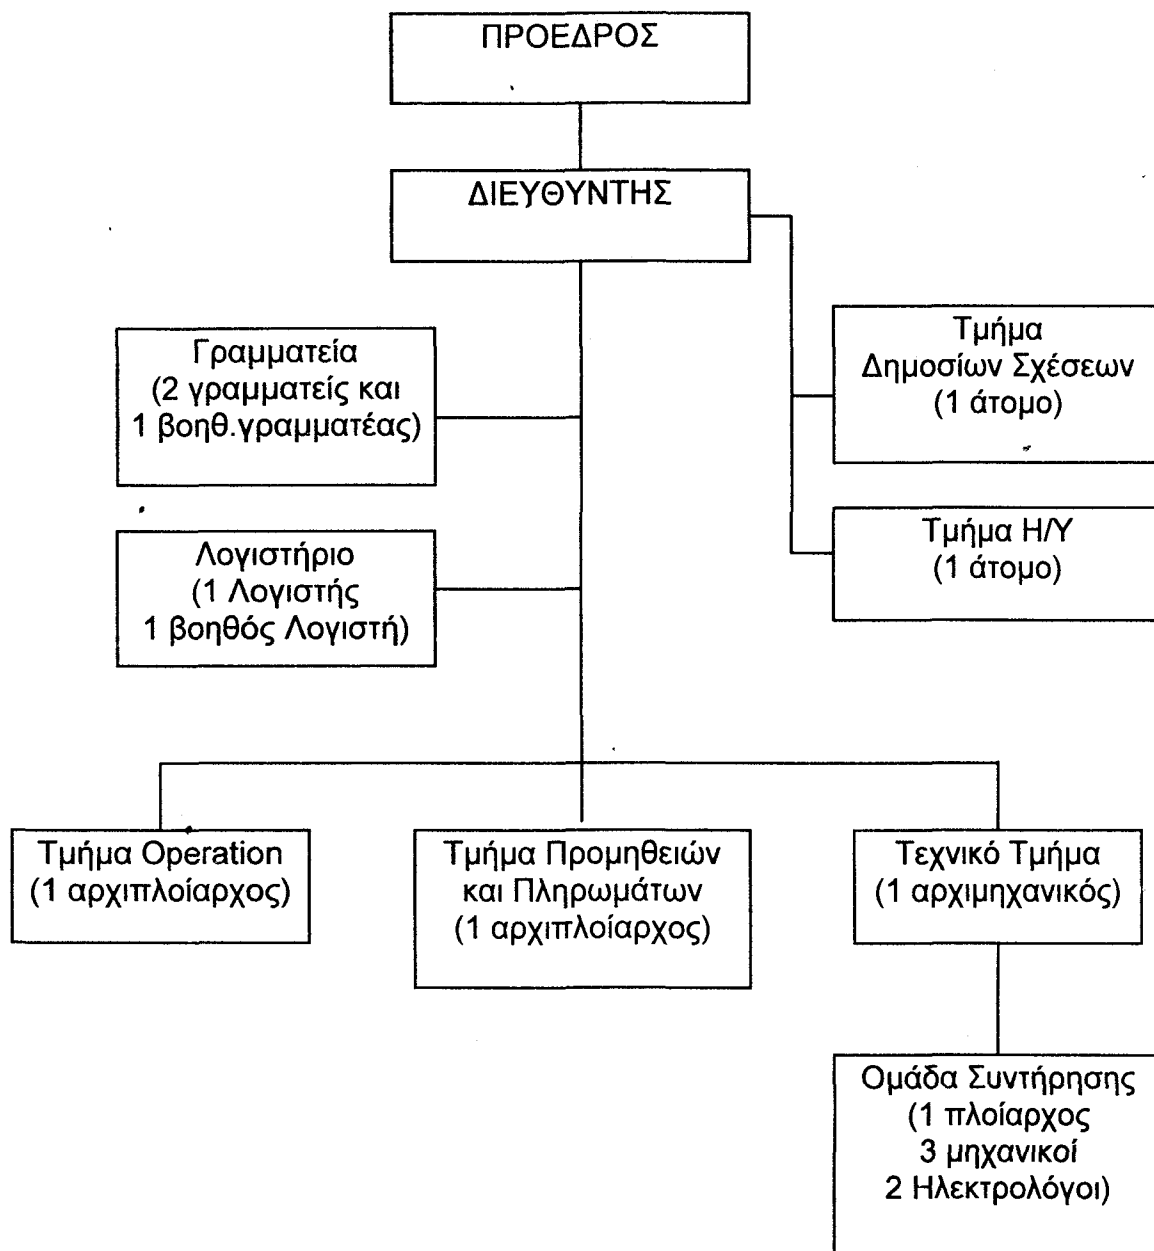 ΠΡΟΕΔΡΟΣ
ΔΙΕΥΘΥΝΤΗΣ
Γραμματεία
(2 γραμματείς και
1 βοηθ.γραμματέας)
Τμήμα
Δημοσίων Σχέσεων
(1 άτομο)
Λογιστήριο
(1 Λογιστής
1 βοηθός Λογιστή)
Τμήμα Η/Υ
(1 άτομο)
Τμήμα Operation
(1 αρχιπλοίαρχος)
Τμήμα Προμηθειών
και Πληρωμάτων
(1 αρχιπλοίαρχος)
Τεχνικό Τμήμα
(1 αρχιμηχανικός)
Ομάδα Συντήρησης
(1 πλοίαρχος
3 μηχανικοί
2 Ηλεκτρολόγοι)